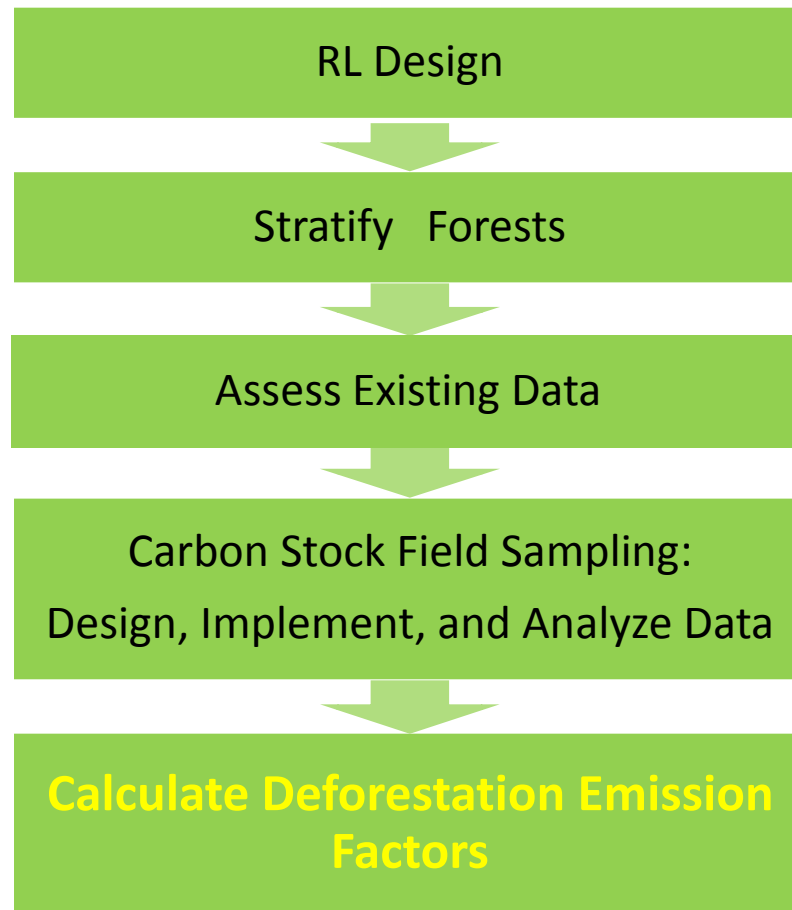 RL Design
Stratify Forests
Assess Existing Data
Carbon Stock Field Sampling:
Design, Implement, and Analyze Data
Calculate Deforestation Emission
Factors